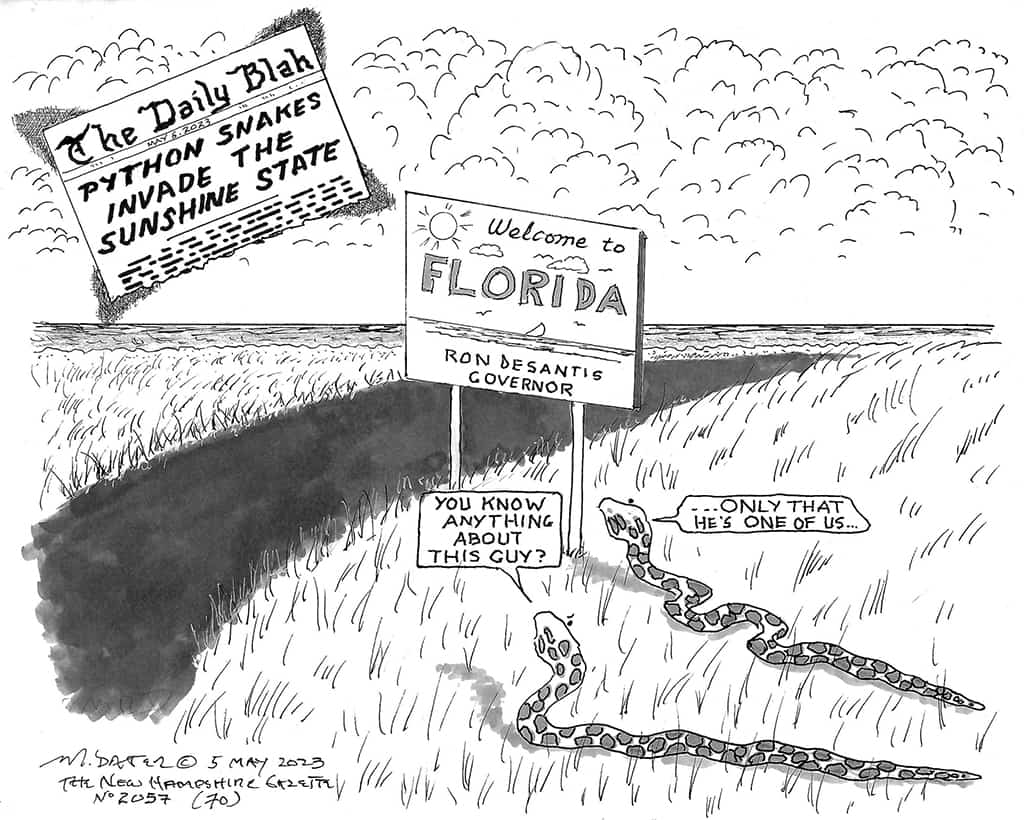 The Daily Blah
MAY 5, 2023
PYTHON SNAKES
INVADE THE
SUNSHINE STATE
Welcome to
FLORIDA
RON DESANTIS
GOVERNOR
YOU KNOW
ANYTHING
ABOUT
THIS GUY?
---ONLY THAT
HE'S ONE OF US...
M. DATER © 5 MAY 2023
THE NEW HAMPSHIRE GAZETTE
No 2057 (70)